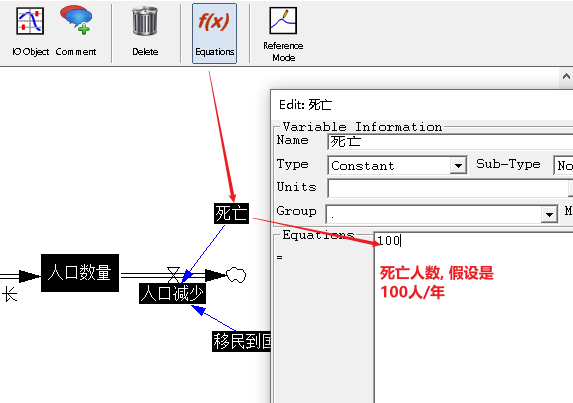 f(x)
IO Object Comment Delete Equations Reference
Mode
Edit: 死亡
Variable Information
Name 死亡
Type Constant Sub-Type No
Units
Group . M
Equations
= 100
死亡人数, 假设是
100人/年
死亡
人口数量
长
人口减少
移民到国